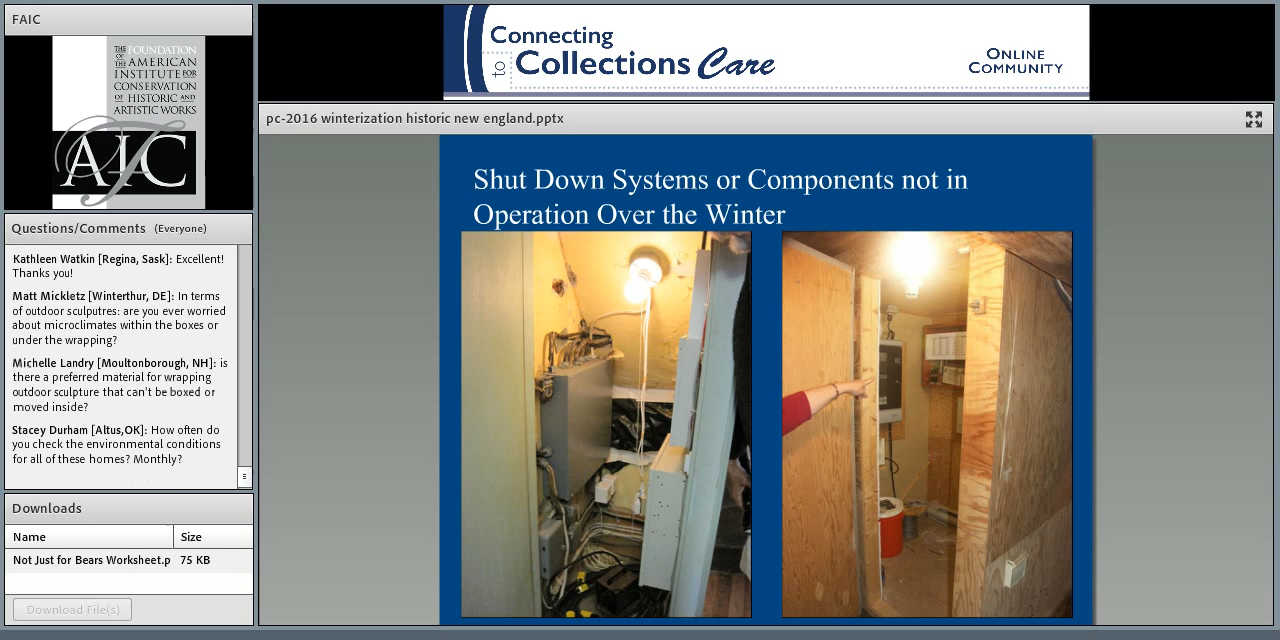 FAIC
THE FOUNDATION
OF THE AMERICAN
INSTITUTE FOR
CONSERVATION
OF HISTORIC AND
ARTISTIC WORKS
AIC
Questions/Comments (Everyone)
Kathleen Watkin [Regina, Sask]: Excellent!
Thanks you!
Matt Mickletz [Winterthur, DE]: In terms
of outdoor sculputres: are you ever worried
about microclimates within the boxes or
under the wrapping?
Michelle Landry [Moultonborough, NH]: is
there a preferred material for wrapping
outdoor sculpture that can't be boxed or
moved inside?
Stacey Durham [Altus,OK]: How often do
you check the environmental conditions
for all of these homes? Monthly?
Downloads
Name Size
Not Just for Bears Worksheet.p 75 KB
Download File(s)
Connecting
to Collections Care
ONLINE
COMMUNITY
pc-2016 winterization historic new england.pptx
Shut Down Systems or Components not in
Operation Over the Winter